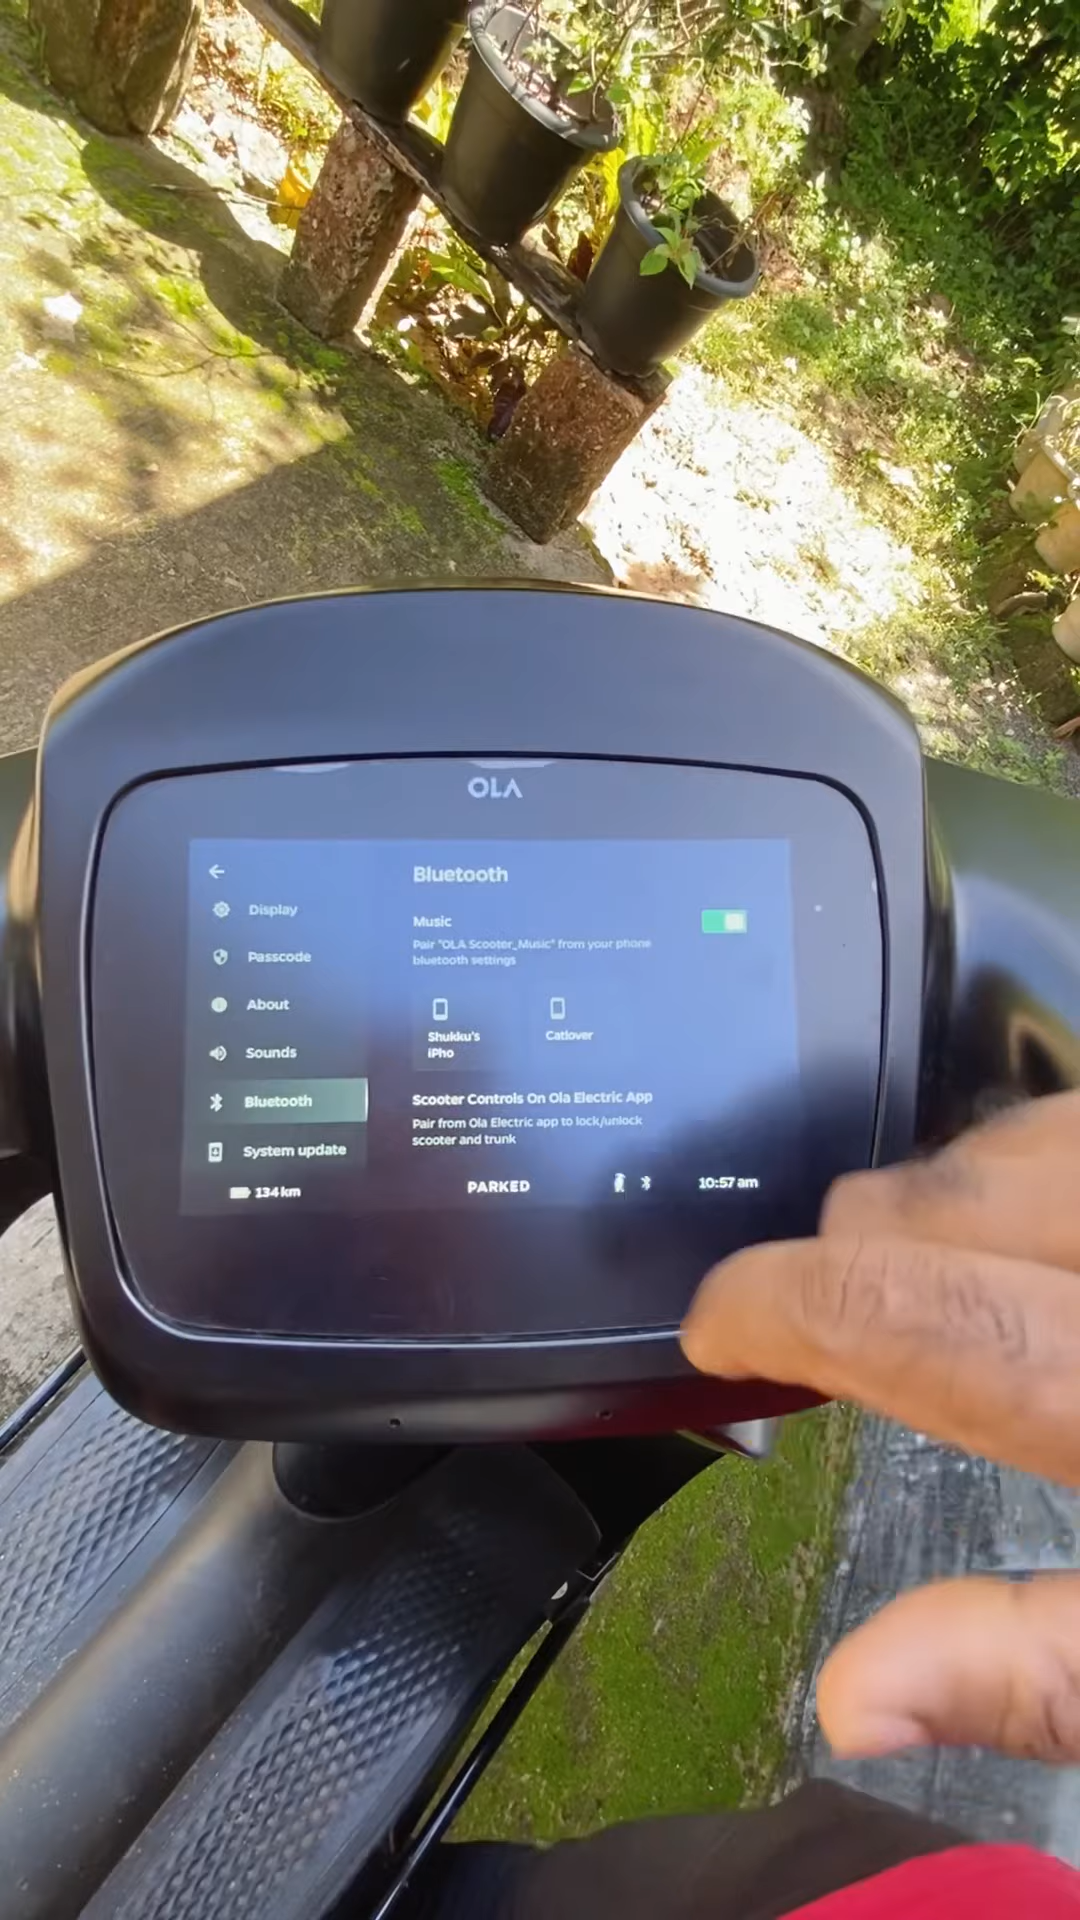 OLA
Bluetooth
Display
Passcode
About
Sounds
Bluetooth
System update
Music
Pair "OLA Scooter_Music" from your phone
bluetooth settings
Shukku's
iPho
Catlover
Scooter Controls On Ola Electric App
Pair from Ola Electric app to lock/unlock
scooter and trunk
134 km
PARKED
10:57 am